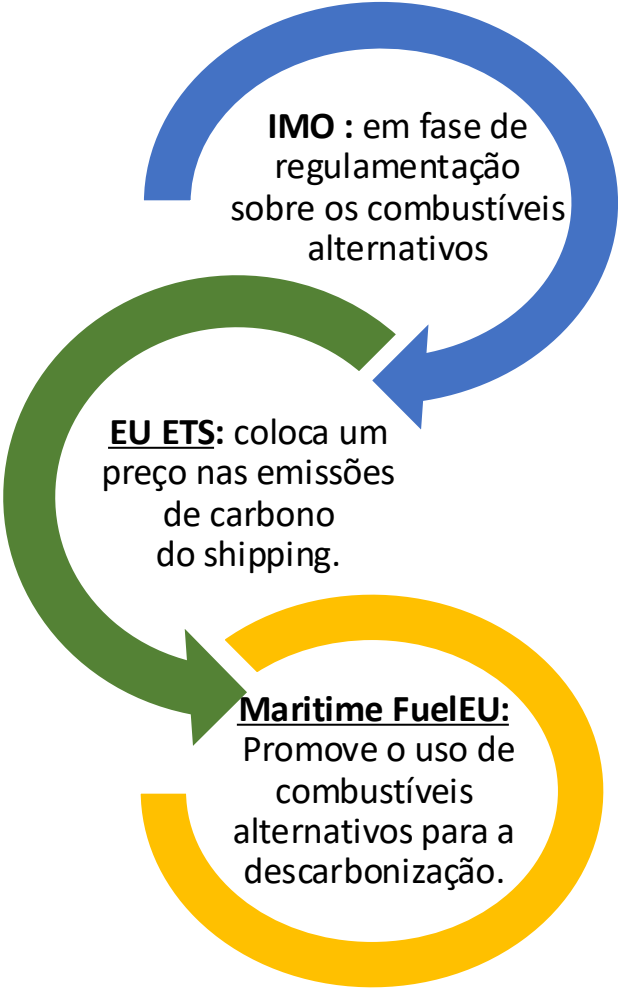 IMO : em fase de
regulamentação
sobre os combustíveis
alternativos
EU ETS: coloca um
preço nas emissões
de carbono
do shipping.
Maritime FuelEU:
Promove o uso de
combustíveis
alternativos para a
descarbonização.